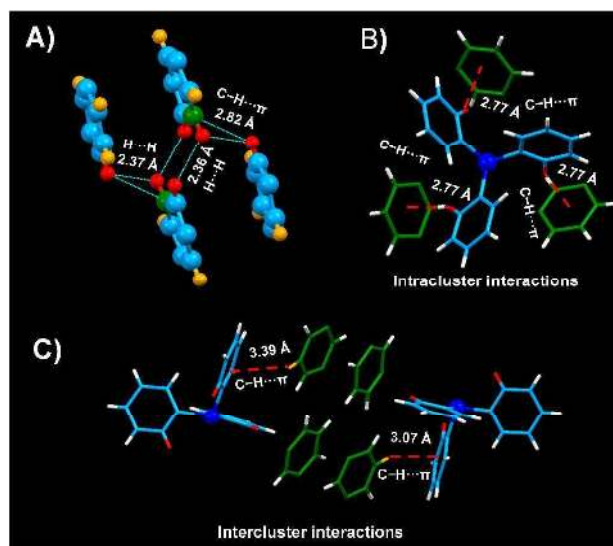 A)
C–H···π
2.82 Å
H···H
2.37 Å
2.36 Å
H···H
B)
2.77 Å
C–H···π
C–H···π
2.77 Å
2.77 Å
C–H···π
Intracluster interactions
C)
3.39 Å
C–H···π
3.07 Å
C–H···π
Intercluster interactions